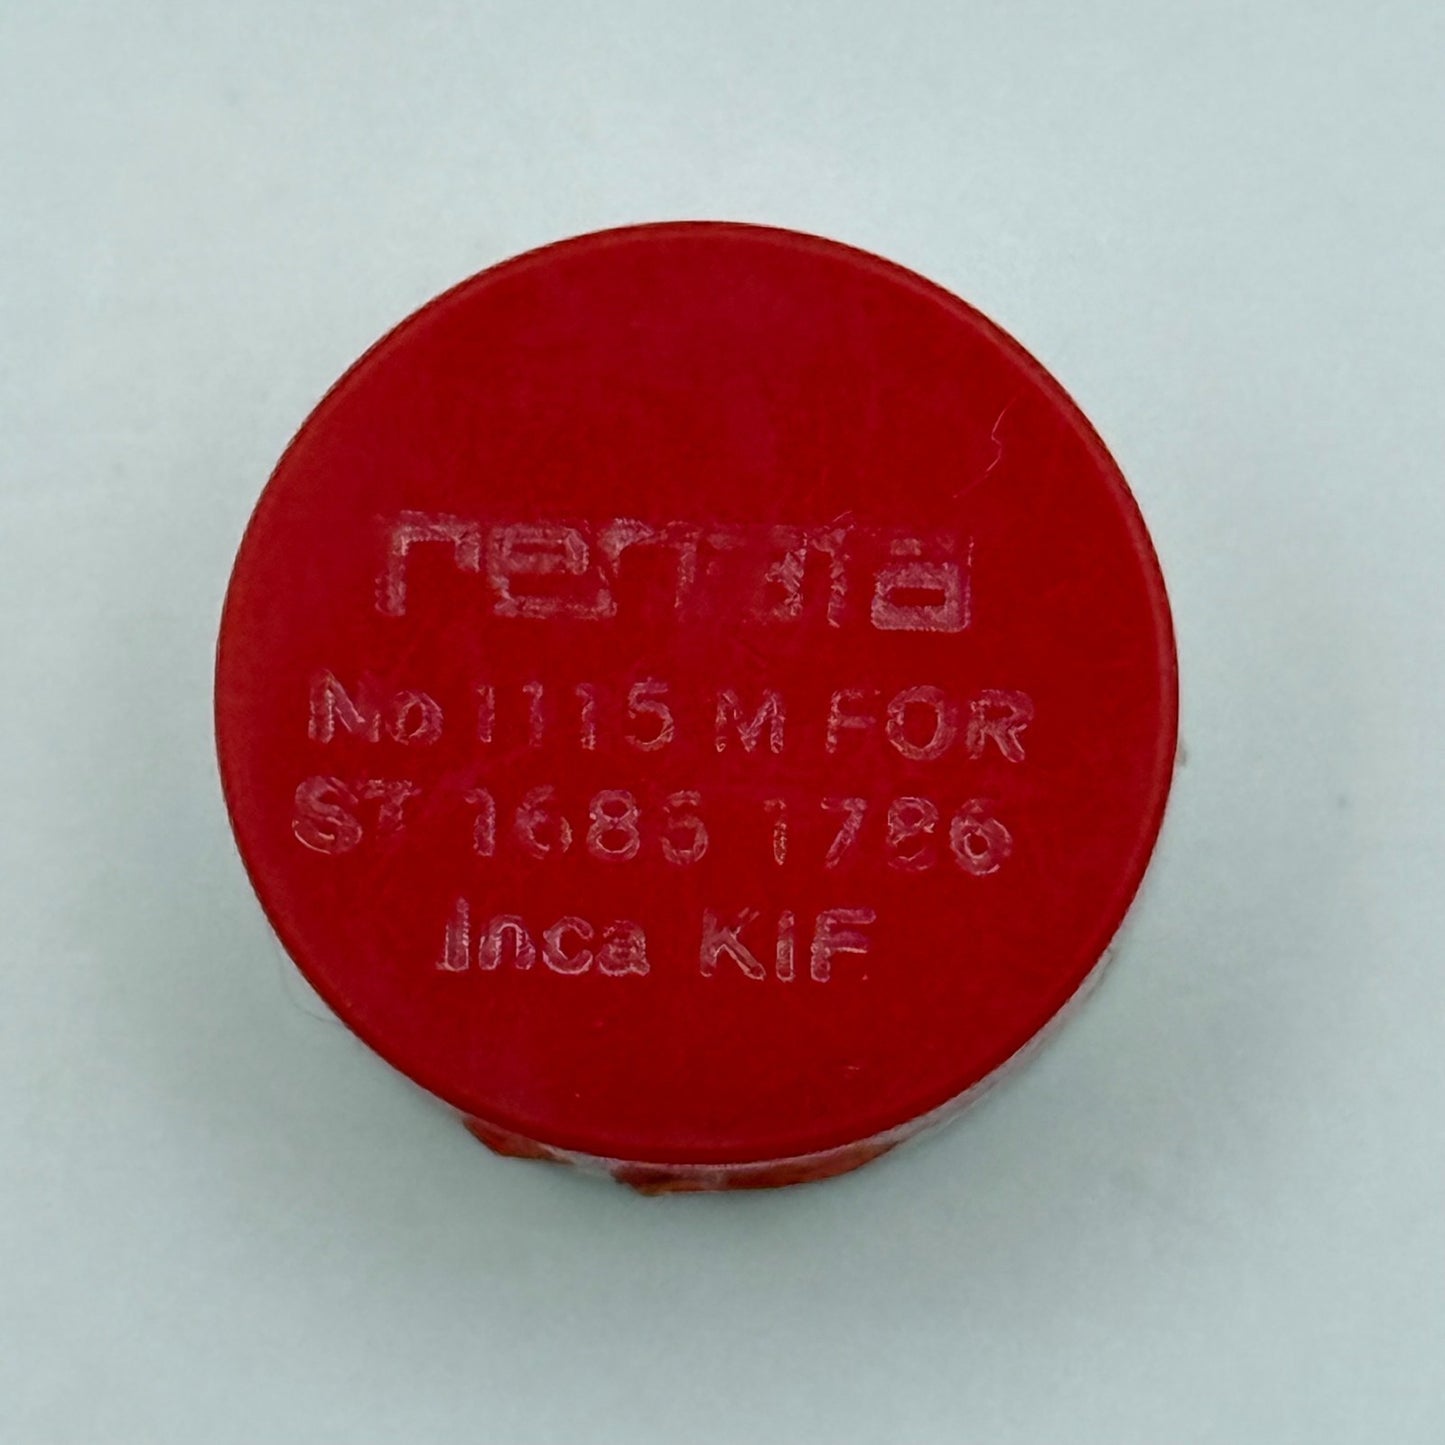 renata
No 1115 M FOR
ST 1686 1786
Inca KIF